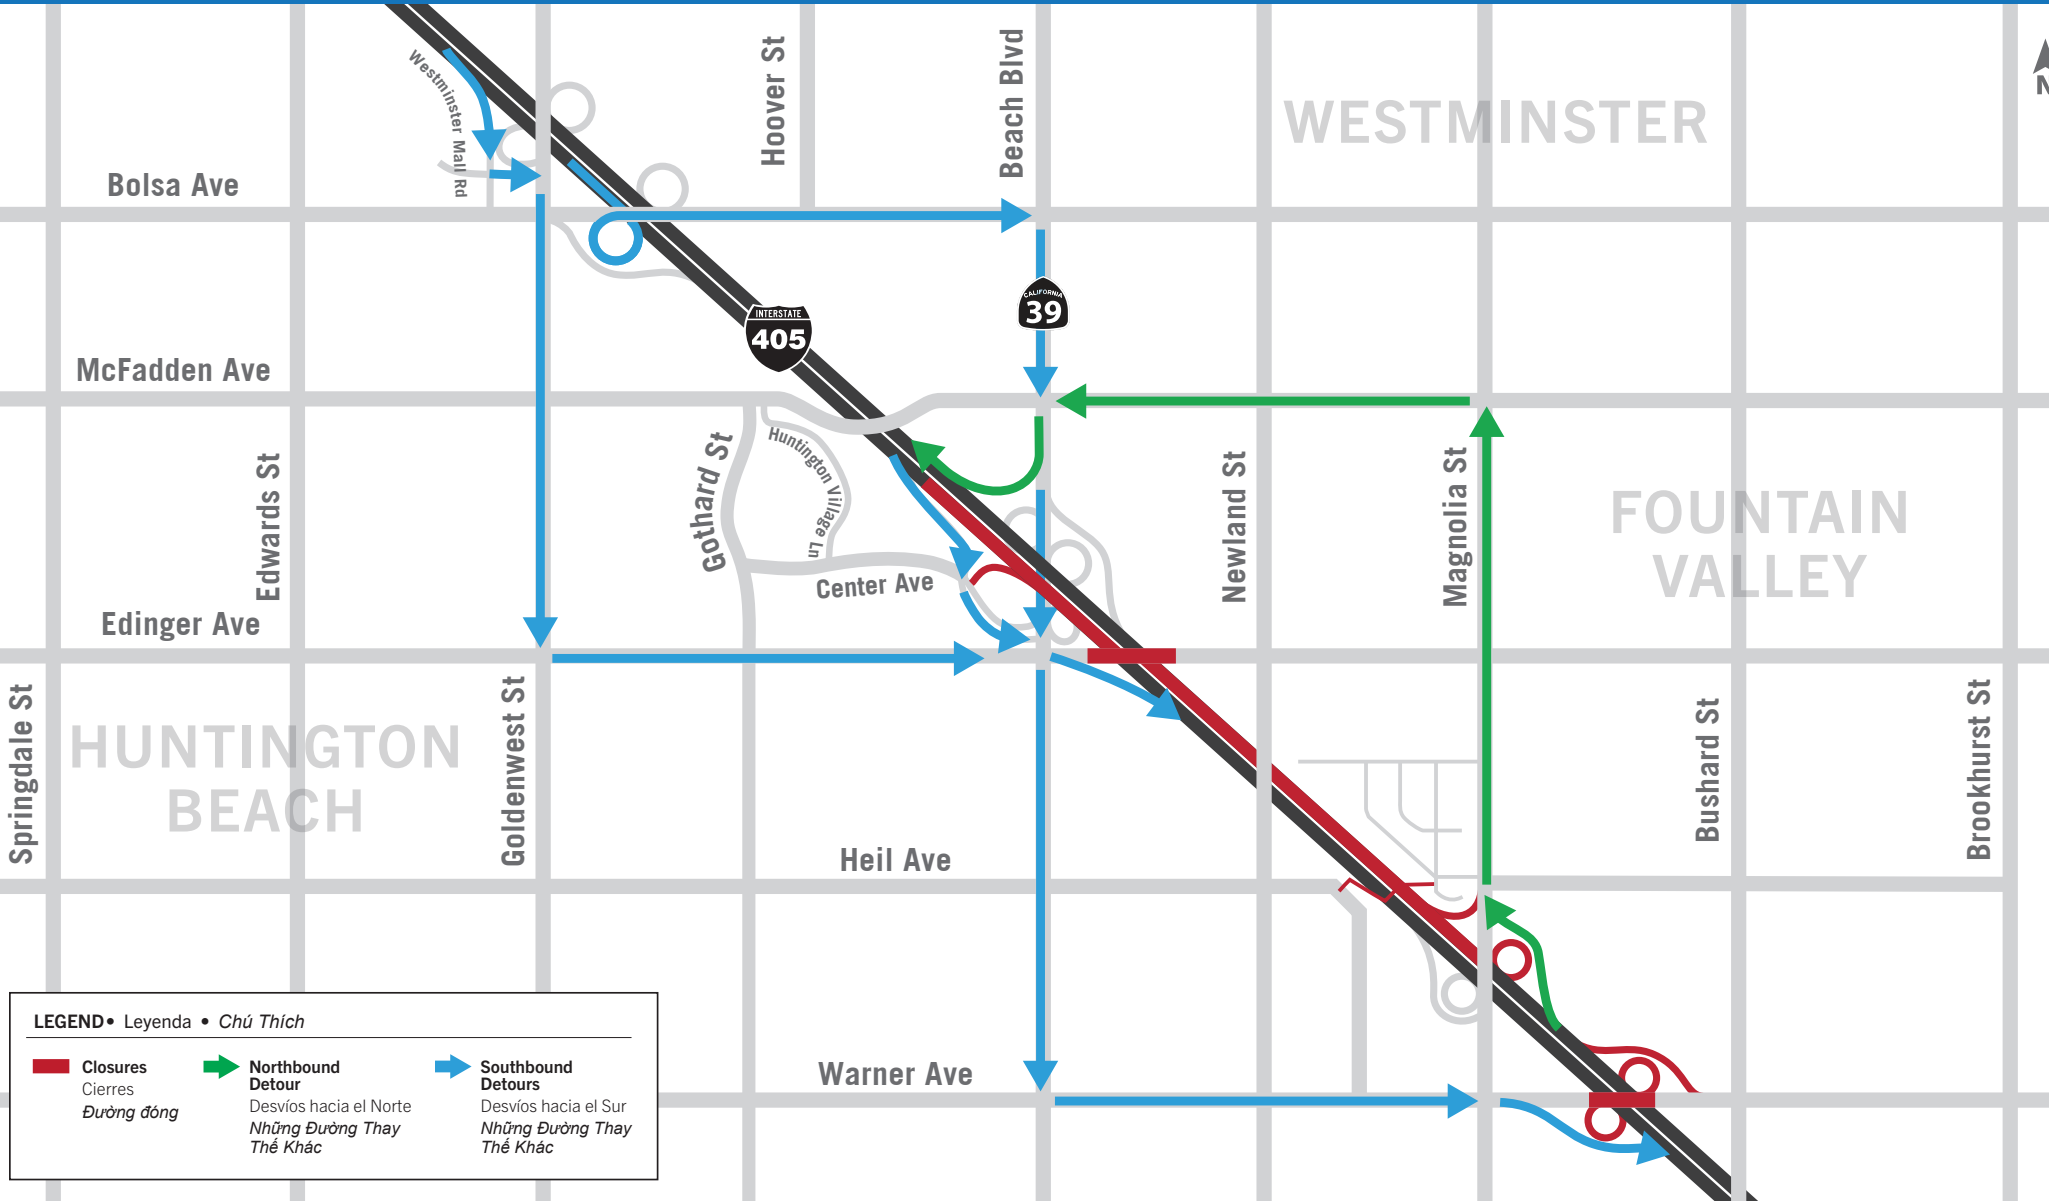 Westminster Mall Rd
Hoover St
Beach Blvd
WESTMINSTER
N
Bolsa Ave
CALIFORNIA
39
INTERSTATE
405
McFadden Ave
Edwards St
Gothard St
Huntington Village Ln
Newland St
Magnolia St
FOUNTAIN
VALLEY
Center Ave
Edinger Ave
Springdale St
HUNTINGTON
BEACH
Goldenwest St
Bushard St
Brookhurst St
Heil Ave
Warner Ave
LEGEND• Leyenda • Chú Thích
Closures
Cierres
Đường đóng
Northbound
Detour
Desvíos hacia el Norte
Những Đường Thay
Thế Khác
Southbound
Detours
Desvíos hacia el Sur
Những Đường Thay
Thế Khác